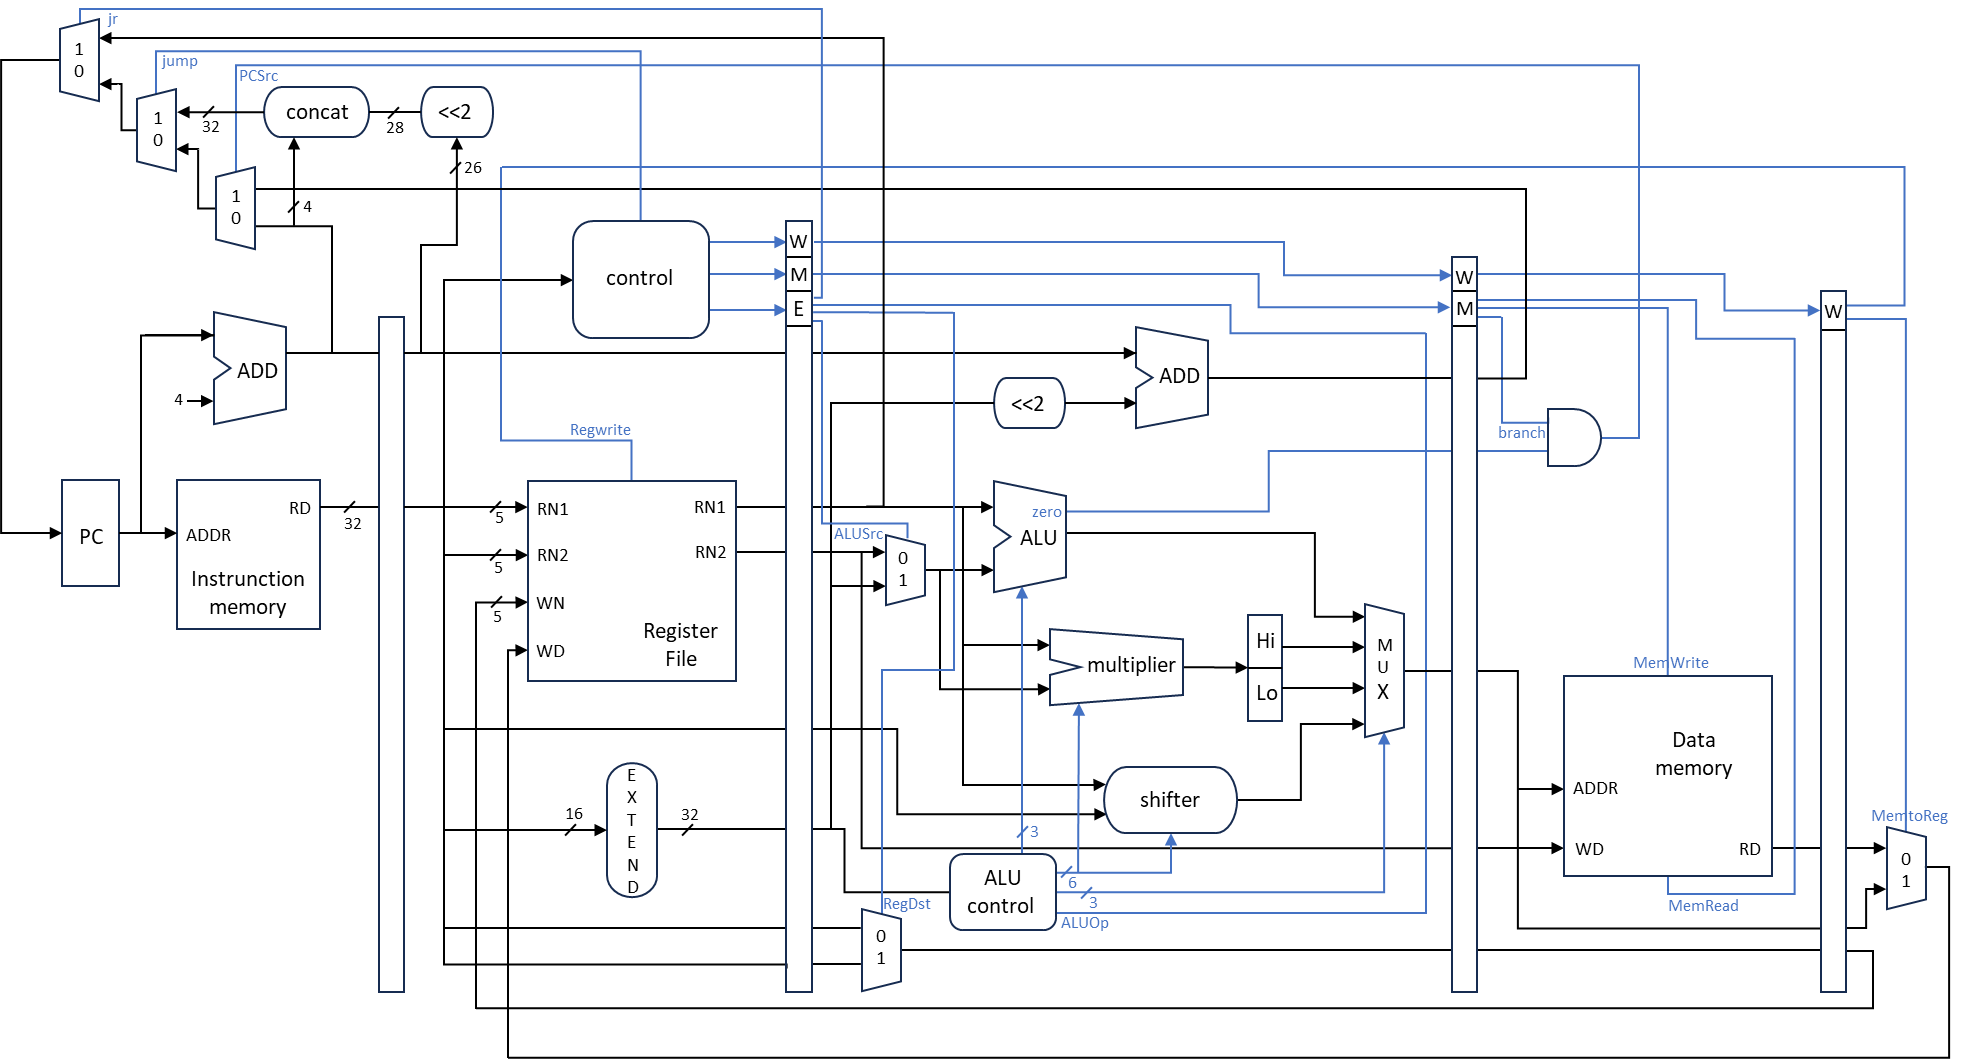 jr
1
0
jump
PCSrc
1
0
32
concat
28
<<2
26
1
0
4
control
W
M
E
W
M
W
ADD
4
<<2
ADD
Regwrite
branch
PC
RD
ADDR
Instrunction
memory
32
5
RN1
RN1
5
RN2
RN2
5
WN
WD
Register
File
ALUSrc
0
1
zero
ALU
multiplier
Hi
Lo
M
U
X
MemWrite
Data
memory
ADDR
WD
RD
MemRead
MemtoReg
0
1
16
E
X
T
E
N
D
32
shifter
3
ALU
control
6
3
ALUOp
RegDst
0
1